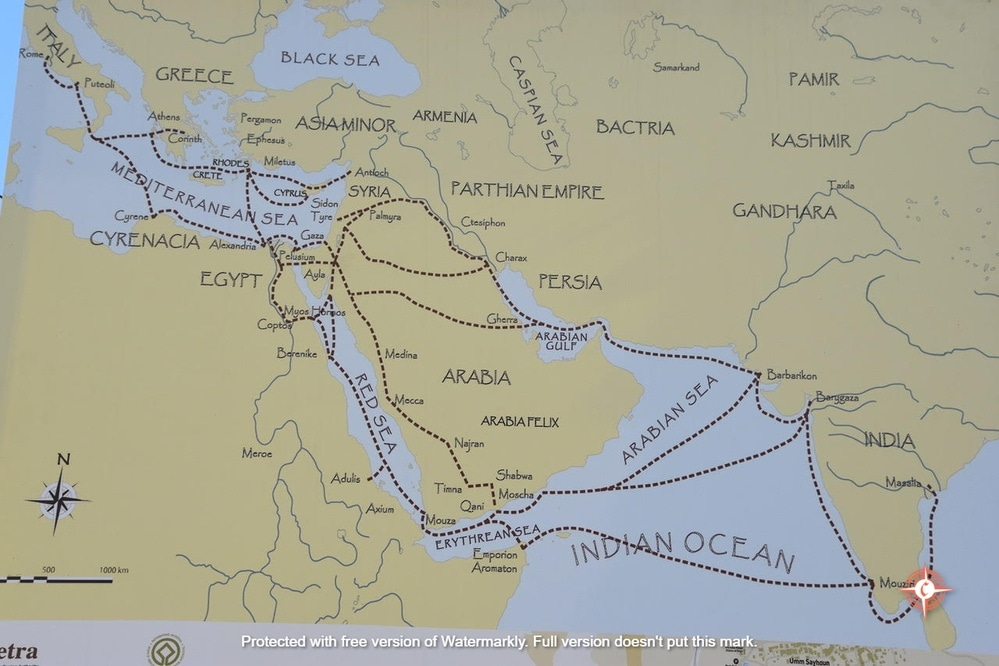 ITALY
Rome
Puteoli
GREECE
BLACK SEA
CASPIAN SEA
Samarkand
PAMIR
Athens
Corinth
Pergamon
Ephesus
ASIA MINOR
ARMENIA
BACTRIA
KASHMIR
Miletus
RHODES
CRETE
CYPRUS
Antioch
SYRIA
PARTHIAN EMPIRE
Taxila
GANDHARA
MEDITERRANEAN SEA
Sidon
Tyre
Palmyra
Ctesiphon
Cyrene
CYRENACIA
Alexandria
Gaza
Pelusium
Charax
EGYPT
Ayla
PERSIA
Myos Hormos
Coptos
Gherra
ARABIAN
GULF
Berenike
Medina
ARABIA
Barbarikon
RED SEA
Mecca
ARABIA FELIX
ARABIAN SEA
Barygaza
INDIA
Meroe
Najran
Adulis
Shabwa
Timna
Moscha
Masalia
Axium
Qani
Mouza
ERYTHREAN SEA
Emporion
Aromaton
INDIAN OCEAN
N
500
1000 km
etra
Umm Sayhoun
Protected with free version of Watermarkly. Full version doesn't put this mark.